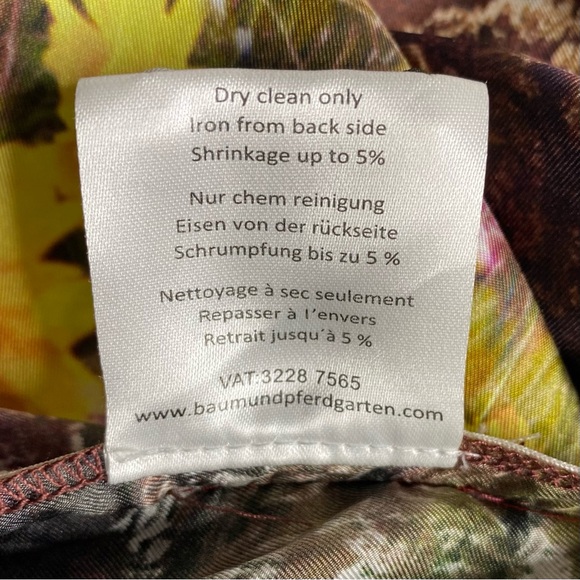 Dry clean only
Iron from back side
Shrinkage up to 5%
Nur chem reinigung
Eisen von der rückseite
Schrumpfung bis zu 5 %
Nettoyage à sec seulement
Repasser à l'envers
Retrait jusqu´à 5 %
VAT:3228 7565
www.baumundpferdgarten.com